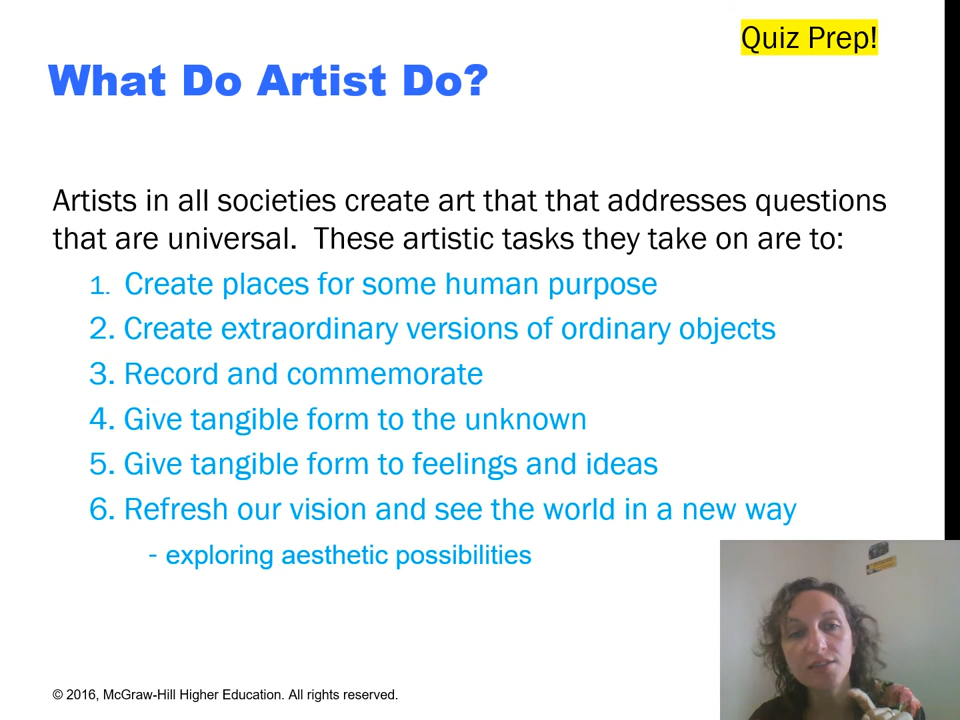 Quiz Prep!
What Do Artist Do?
Artists in all societies create art that that addresses questions
that are universal.  These artistic tasks they take on are to:
1. Create places for some human purpose
2. Create extraordinary versions of ordinary objects
3. Record and commemorate
4. Give tangible form to the unknown
5. Give tangible form to feelings and ideas
6. Refresh our vision and see the world in a new way
- exploring aesthetic possibilities
© 2016, McGraw-Hill Higher Education. All rights reserved.